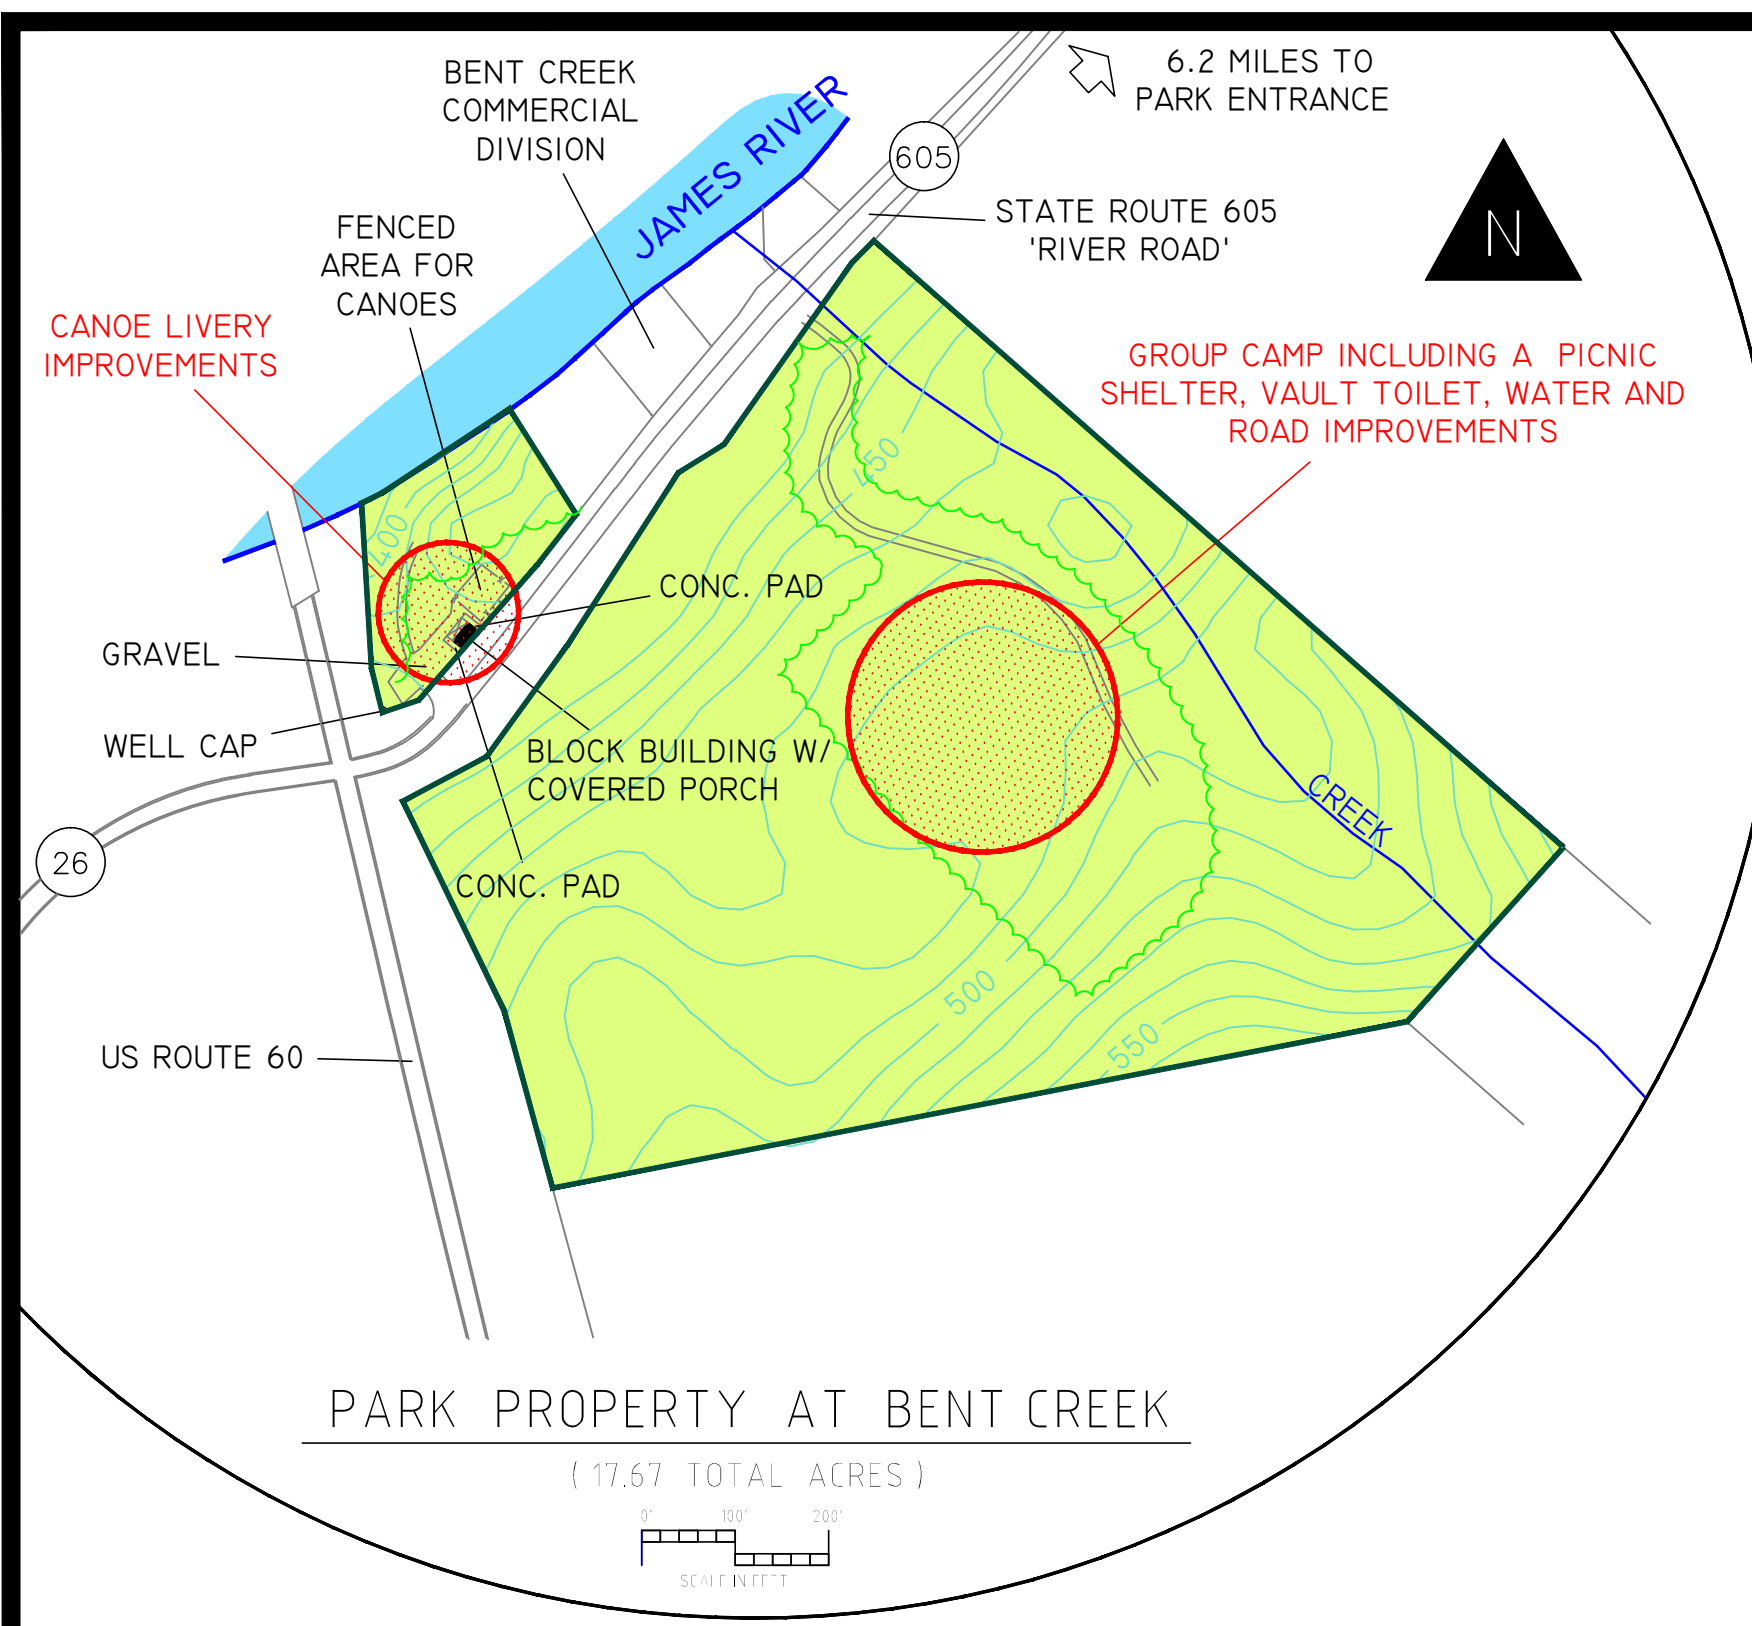 BENT CREEK
COMMERCIAL
DIVISION
6.2 MILES TO
PARK ENTRANCE
JAMES RIVER
605
STATE ROUTE 605
'RIVER ROAD'
N
FENCED
AREA FOR
CANOES
CANOE LIVERY
IMPROVEMENTS
GROUP CAMP INCLUDING A PICNIC
SHELTER, VAULT TOILET, WATER AND
ROAD IMPROVEMENTS
450
400
CONC. PAD
GRAVEL
WELL CAP
BLOCK BUILDING W/
COVERED PORCH
CREEK
26
CONC. PAD
500
550
US ROUTE 60
PARK PROPERTY AT BENT CREEK
( 17.67 TOTAL ACRES )
0' 100' 200'
SCALE IN FEET